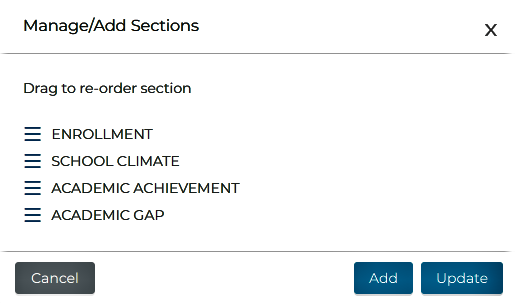 Manage/Add Sections
X
Drag to re-order section
ENROLLMENT
SCHOOL CLIMATE
ACADEMIC ACHIEVEMENT
ACADEMIC GAP
Cancel
Add
Update